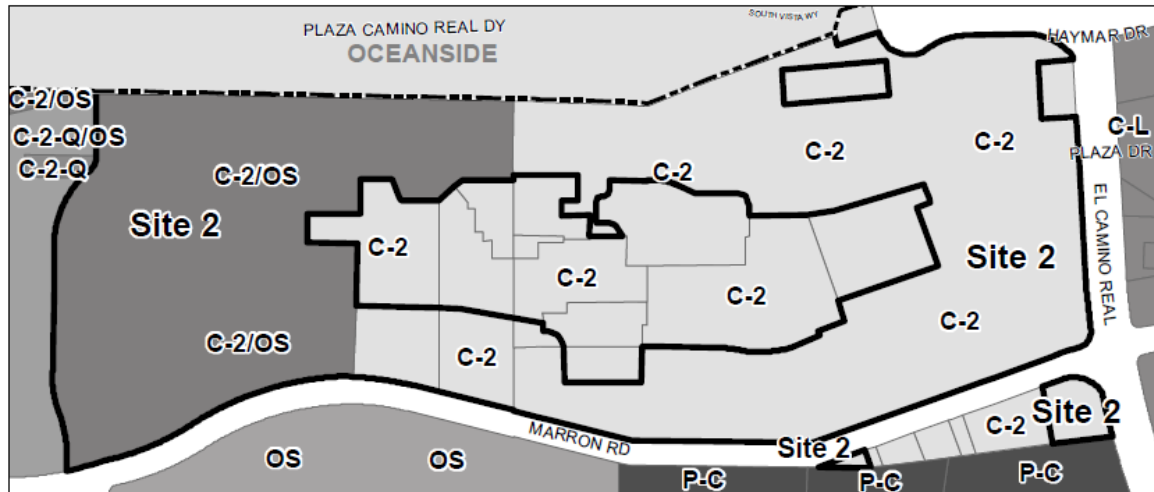 SOUTH VISTA WY
PLAZA CAMINO REAL DY
OCEANSIDE
HAYMAR DR
C-2/OS
C-2-Q/OS
C-2-Q
C-L
PLAZA DR
C-2
C-2
C-2
C-2/OS
Site 2
EL CAMINO REAL
C-2
C-2
C-2
Site 2
C-2
C-2/OS
C-2
MARRON RD
Site 2
C-2
Site 2
OS
OS
P-C
P-C
P-C